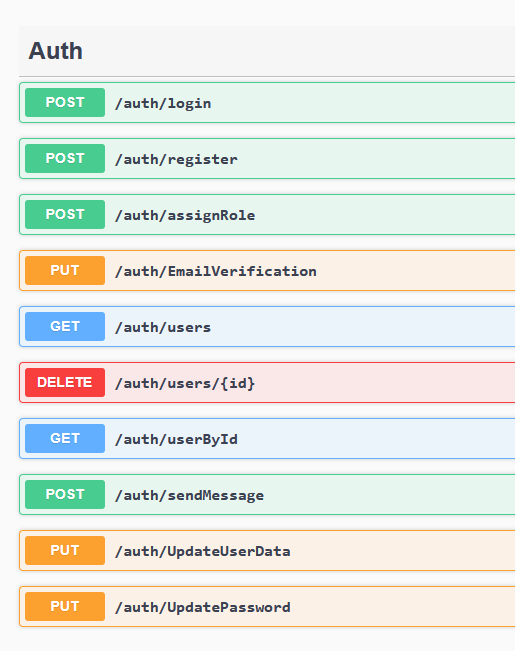 Auth
POST /auth/login
POST /auth/register
POST /auth/assignRole
PUT /auth/EmailVerification
GET /auth/users
DELETE /auth/users/{id}
GET /auth/userById
POST /auth/sendMessage
PUT /auth/UpdateUserData
PUT /auth/UpdatePassword